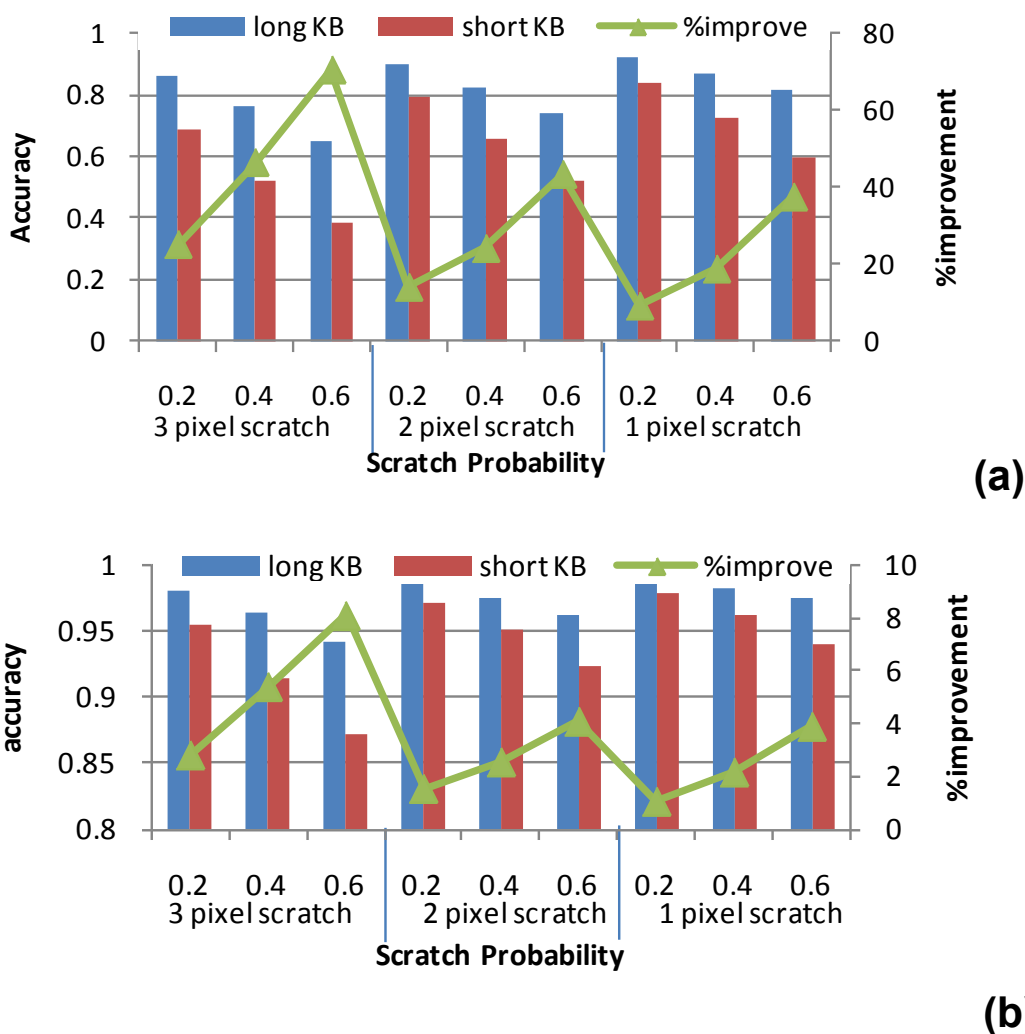 long KB short KB %improve
1 80
0.8 60
0.6 40
0.4 20
0.2
0 0
Accuracy
%improvement
0.2 0.4 0.6 0.2 0.4 0.6 0.2 0.4 0.6
3 pixel scratch 2 pixel scratch 1 pixel scratch
Scratch Probability
(a)
long KB short KB %improve
1 10
0.95 8
0.9 6
0.85 4
0.8 2
0
accuracy
%improvement
0.2 0.4 0.6 0.2 0.4 0.6 0.2 0.4 0.6
3 pixel scratch 2 pixel scratch 1 pixel scratch
Scratch Probability
(b)